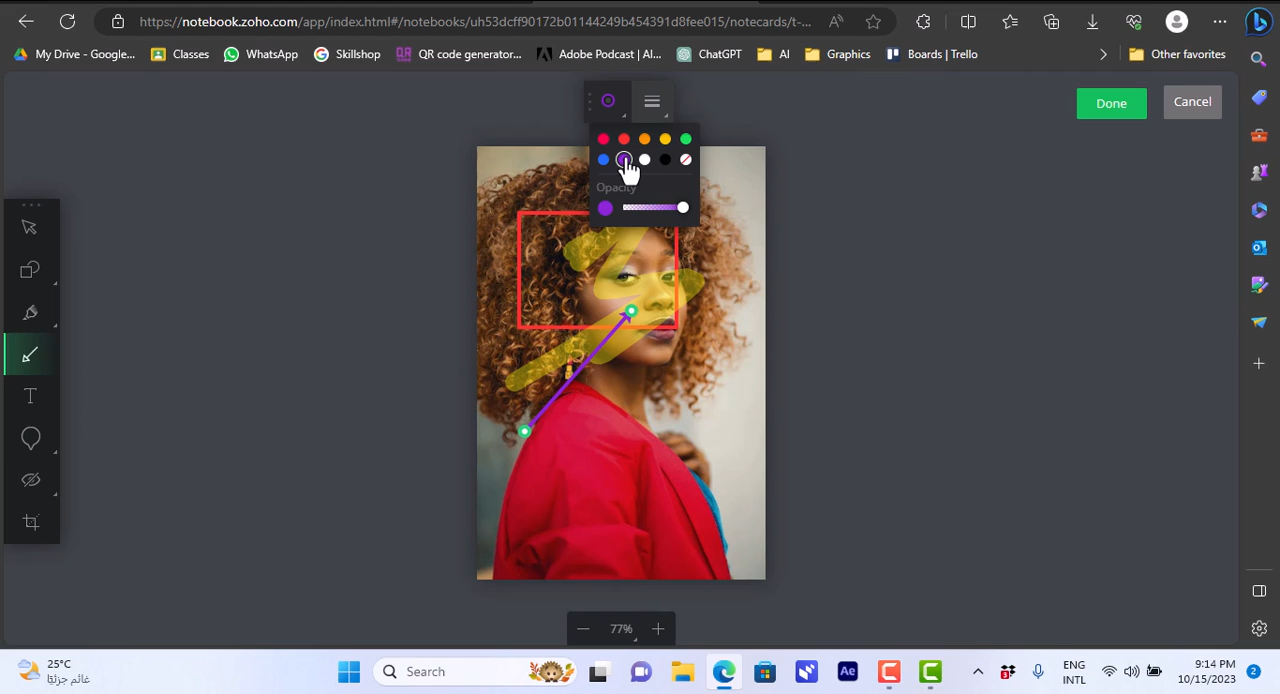 https://notebook.zoho.com/app/index.html#/notebooks/uh53dcff90172b01144249b454391d8fee015/notecards/t-...
My Drive - Google...
Classes
WhatsApp
Skillshop
QR code generator...
Adobe Podcast | AI...
ChatGPT
AI
Graphics
Boards | Trello
Other favorites
Done
Cancel
Opacity
T
77%
25°C
غائم جزئيًا
Search
Ae
3
ENG
INTL
9:14 PM
10/15/2023
2